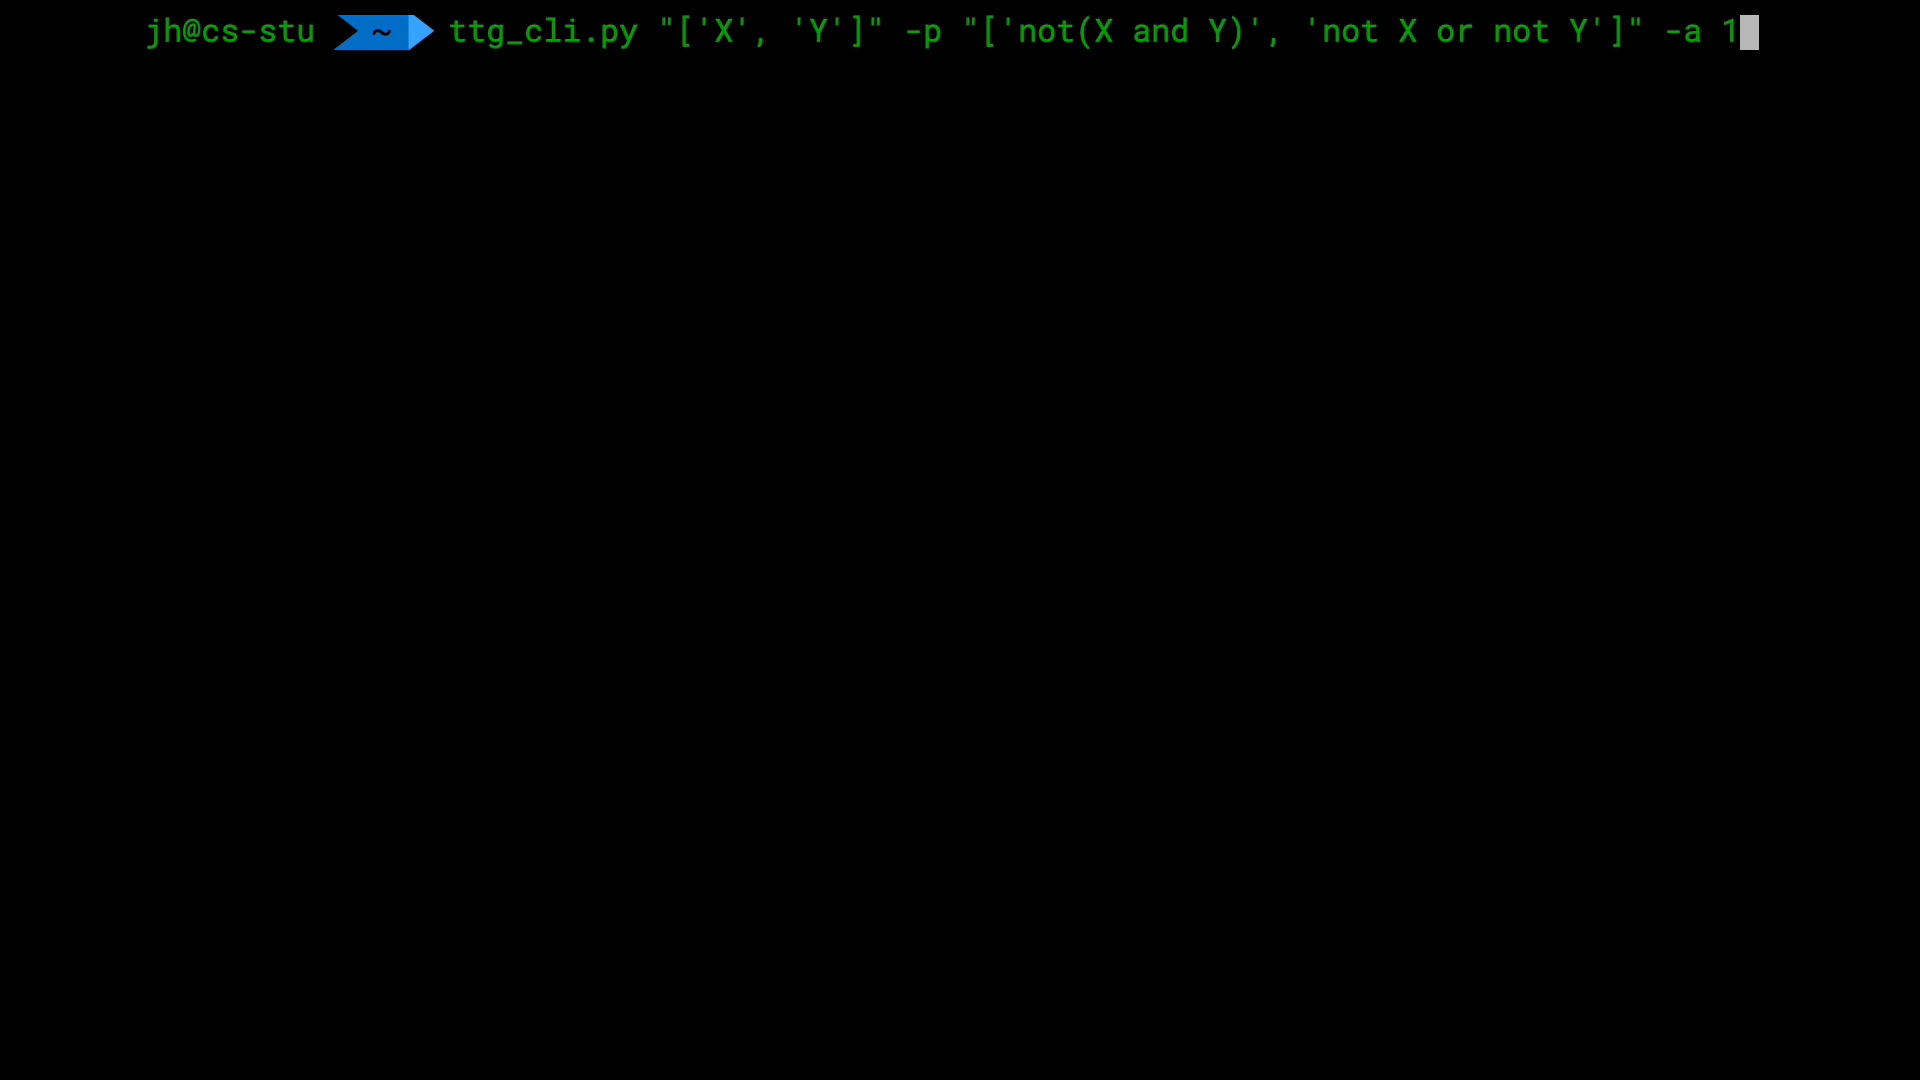 jh@cs-stu ~ ttg_cli.py "['X', 'Y']" -p "['not(X and Y)', 'not X or not Y']" -a 1